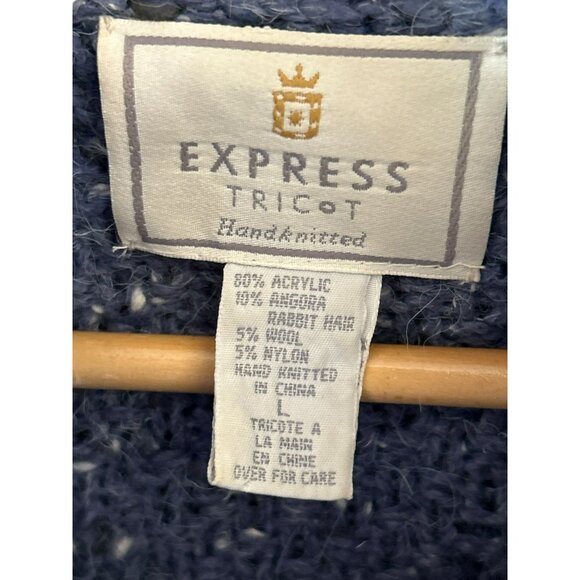 EXPRESS
TRICOT
Handknitted
80% ACRYLIC
10% ANGORA
RABBIT HAIR
5% WOOL
5% NYLON
HAND KNITTED
IN CHINA
L
TRICOTE A
LA MAIN
EN CHINE
OVER FOR CARE